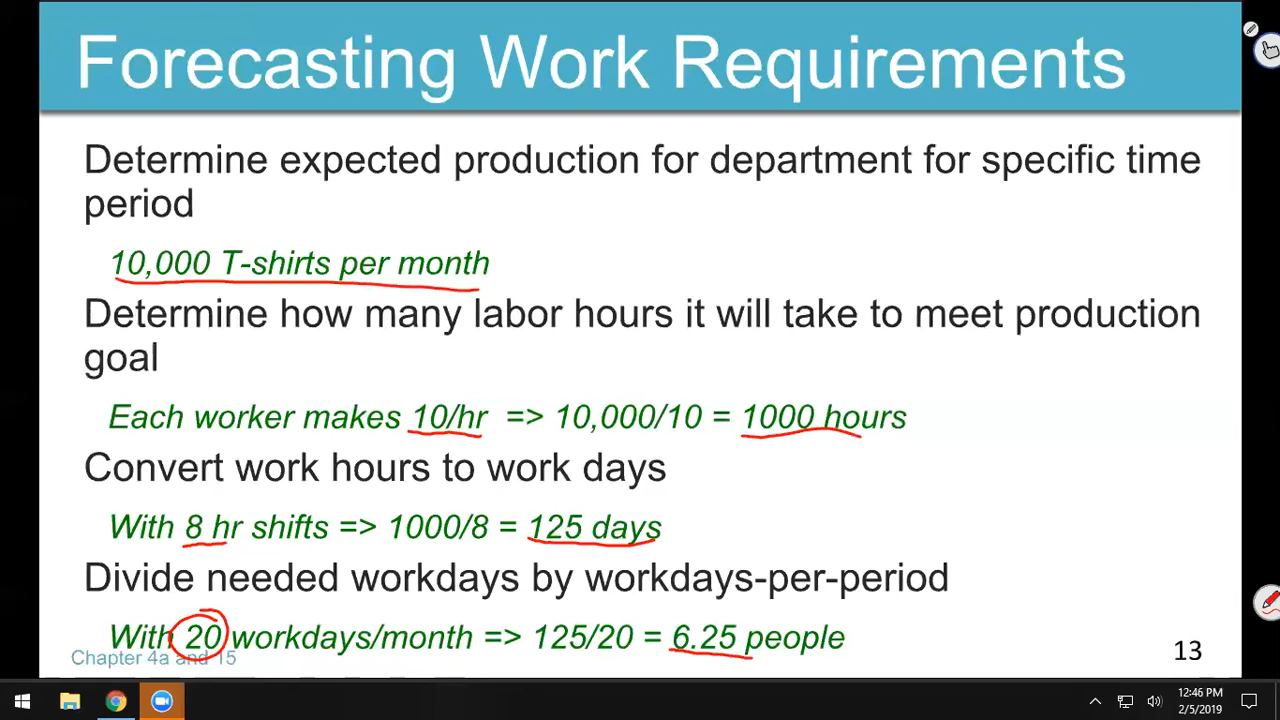 Forecasting Work Requirements
Determine expected production for department for specific time
period
10,000 T-shirts per month
Determine how many labor hours it will take to meet production
goal
Each worker makes 10/hr => 10,000/10 = 1000 hours
Convert work hours to work days
With 8 hr shifts => 1000/8 = 125 days
Divide needed workdays by workdays-per-period
With 20 workdays/month => 125/20 = 6.25 people
Chapter 4a and 15
13
12:46 PM
2/5/2019